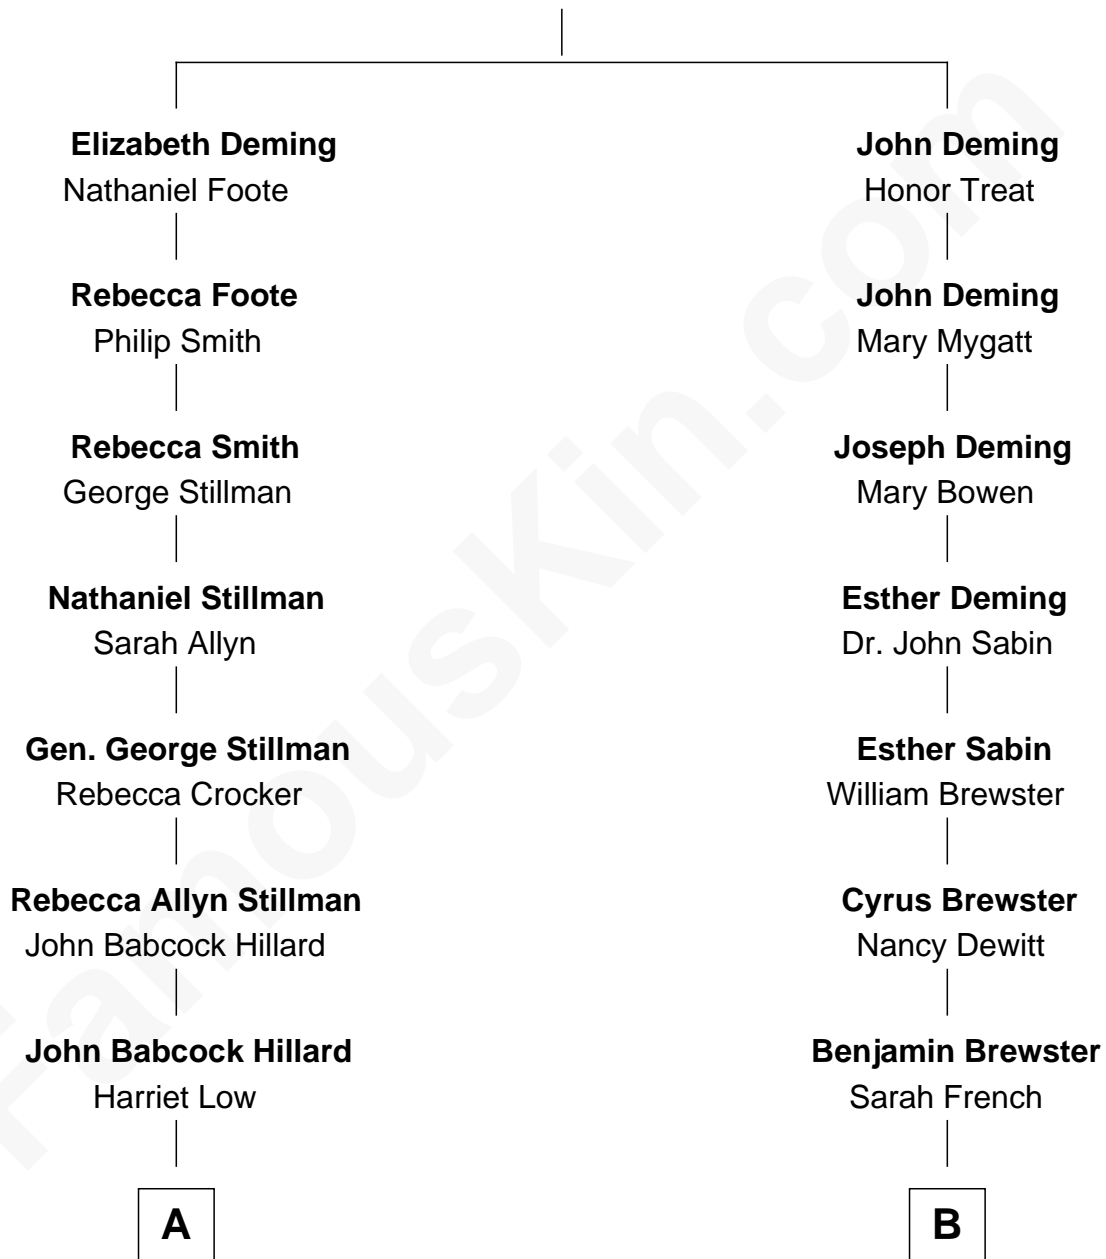 Elizabeth Deming
Nathaniel Foote
John Deming
Honor Treat
Rebecca Foote
Philip Smith
John Deming
Mary Mygatt
Rebecca Smith
George Stillman
Joseph Deming
Mary Bowen
Nathaniel Stillman
Sarah Allyn
Esther Deming
Dr. John Sabin
Gen. George Stillman
Rebecca Crocker
Esther Sabin
William Brewster
Rebecca Allyn Stillman
John Babcock Hillard
Cyrus Brewster
Nancy Dewitt
John Babcock Hillard
Harriet Low
Benjamin Brewster
Sarah French
A
B
FamousKin.com